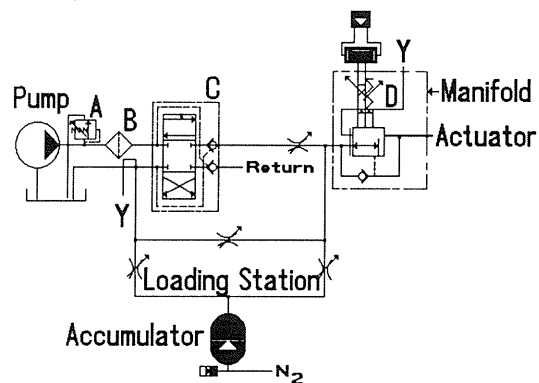 Y
C
D
Manifold
Pump
A
B
Actuator
Return
Y
Loading Station
Accumulator
N2